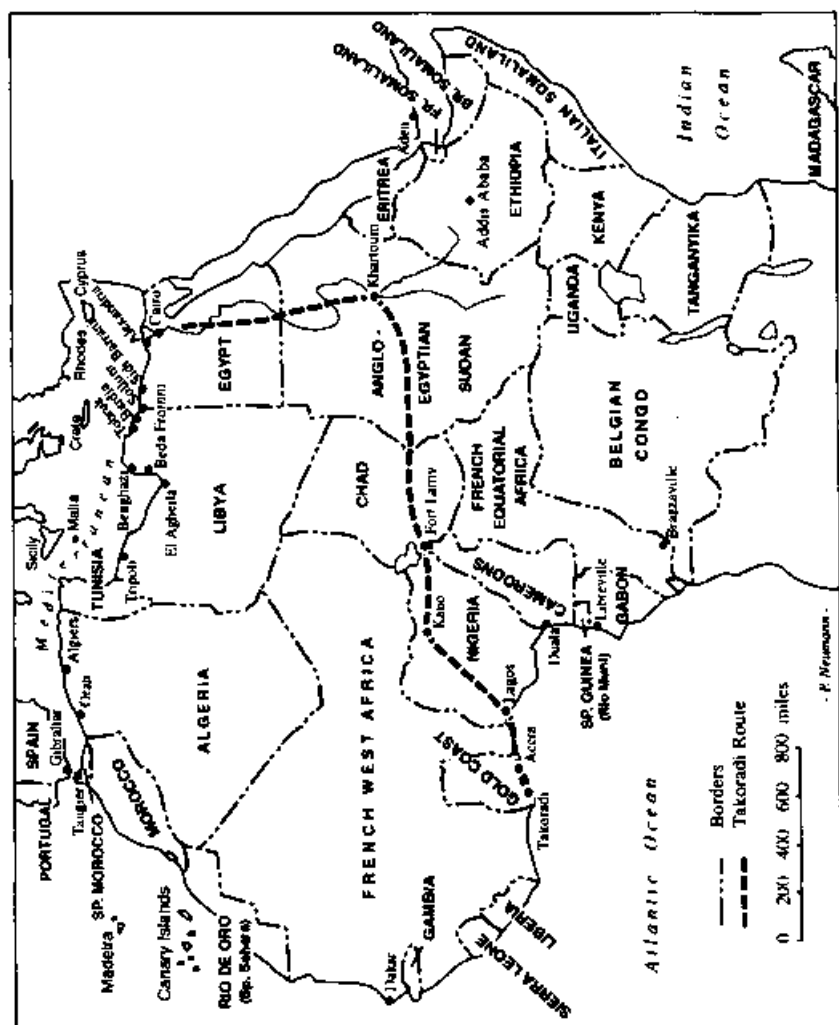 PORTUGAL
SPAIN
Gibraltar
Tangier
SP. MOROCCO
Madeira
Canary Islands
MOROCCO
RIO DE ORO
(Sp. Sahara)
Oran
Algiers
ALGERIA
Mediterranean
Sicily
Malta
TUNISIA
Tripoli
Benghazi
El Agheila
Beda Fromm
LIBYA
Crete
Rhodes
Cyprus
Tobruk
Bardia
Sollum
Sidi Barrani
Alexandria
Cairo
EGYPT
FRENCH WEST AFRICA
CHAD
ANGLO-
EGYPTIAN
SUDAN
Khartoum
ERITREA
Aden
FR. SOMALILAND
BR. SOMALILAND
ITALIAN SOMALILAND
Addis Ababa
ETHIOPIA
Dakar
GAMBIA
SIERRA LEONE
LIBERIA
GOLD COAST
Takoradi
Accra
Lagos
NIGERIA
Kano
Fort Lamy
CAMEROONS
Duala
SP. GUINEA
(Rio Muni)
Libreville
GABON
FRENCH
EQUATORIAL
AFRICA
Brazzaville
BELGIAN
CONGO
UGANDA
KENYA
TANGANYIKA
Indian
Ocean
MADAGASCAR
Atlantic Ocean
Borders
Takoradi Route
0 200 400 600 800 miles
- P. Neumann -